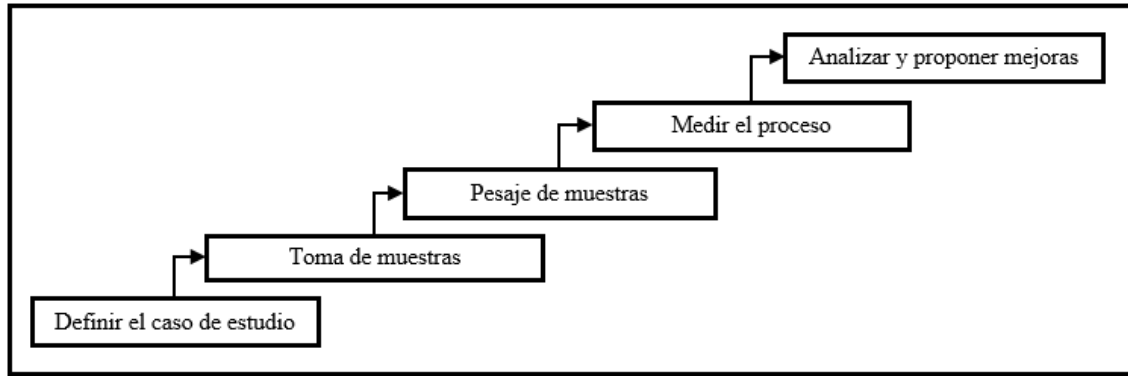 Analizar y proponer mejoras
Medir el proceso
Pesaje de muestras
Toma de muestras
Definir el caso de estudio